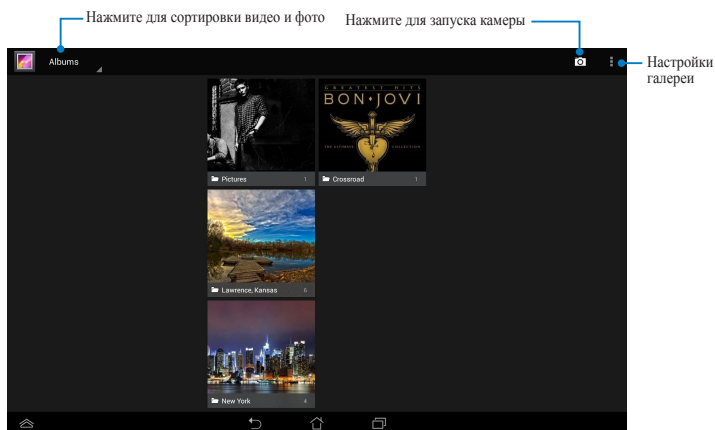 Нажмите для сортировки видео и фото
Нажмите для запуска камеры
Albums
Настройки
галереи
GREATEST HITS
BON•JOVI
THE ULTIMATE COLLECTION
Pictures 1
Crossroad 1
Lawrence, Kansas 6
New York 4